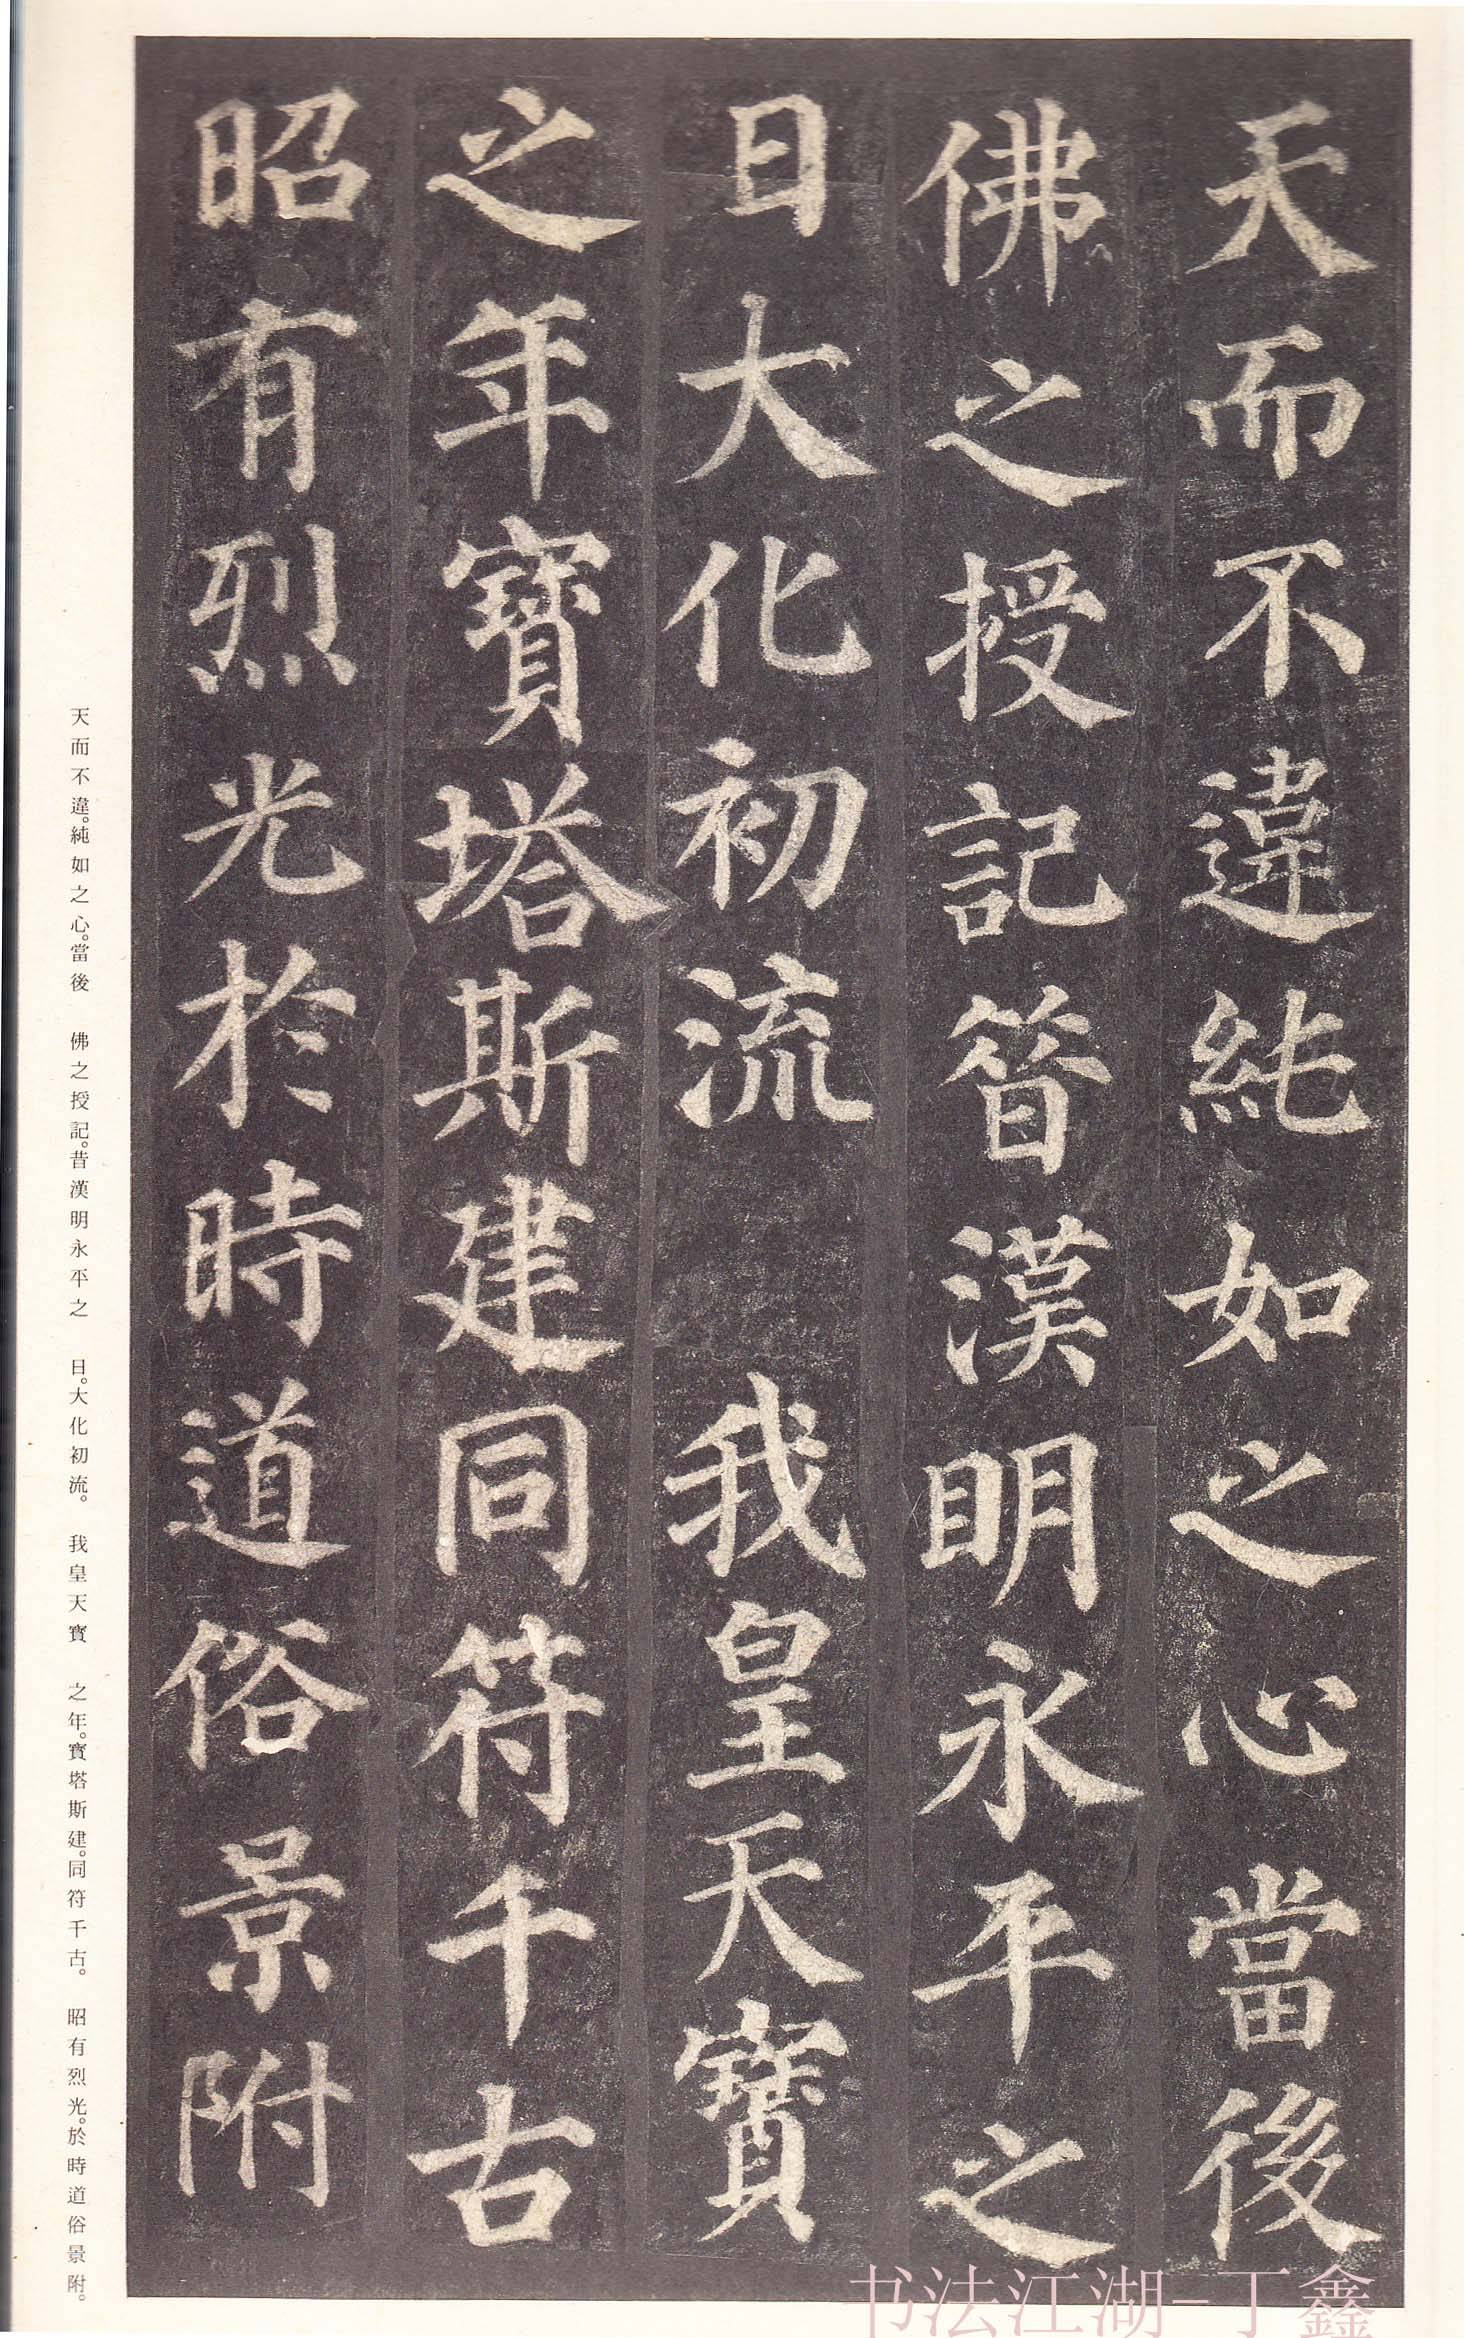 天而不違純如之心當後
佛之授記昝漢明永平之
日大化初流　我皇天寶
之年寶塔斯建同符千古
昭有烈光於時道俗景附
天而不違。純如之心。當後　佛之授記。昔漢明永平之　日。大化初流。　我皇天寶　之年。寶塔斯建。同符千古。　昭有烈光。於時道俗景附。
书法江湖-丁鑫